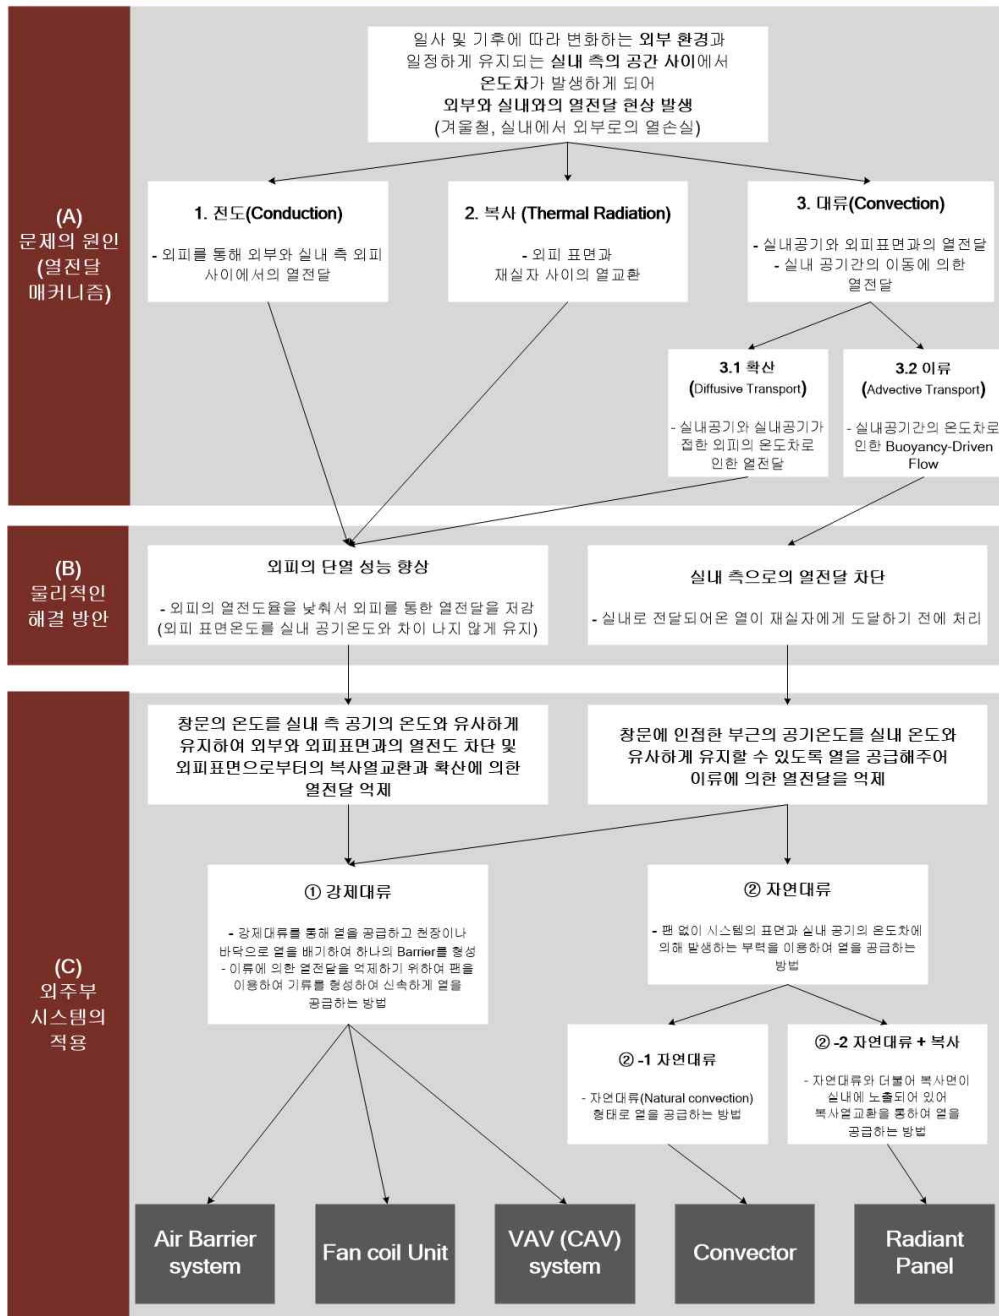 일사 및 기후에 따라 변화하는 외부 환경과
일정하게 유지되는 실내 측의 공간 사이에서
온도차가 발생하게 되어
외부와 실내와의 열전달 현상 발생
(겨울철, 실내에서 외부로의 열손실)
(A)
문제의 원인
(열전달
매커니즘)
1. 전도(Conduction)
- 외피를 통해 외부와 실내 측 외피
사이에서의 열전달
2. 복사 (Thermal Radiation)
- 외피 표면과
재실자 사이의 열교환
3. 대류(Convection)
- 실내공기와 외피표면과의 열전달
- 실내 공기간의 이동에 의한
열전달
3.1 확산
(Diffusive Transport)
- 실내공기와 실내공기가
접한 외피의 온도차로
인한 열전달
3.2 이류
(Advective Transport)
- 실내공기간의 온도차로
인한 Buoyancy-Driven
Flow
(B)
물리적인
해결 방안
외피의 단열 성능 향상
- 외피의 열전도율을 낮춰서 외피를 통한 열전달을 저감
(외피 표면온도를 실내 공기온도와 차이 나지 않게 유지)
실내 측으로의 열전달 차단
- 실내로 전달되어온 열이 재실자에게 도달하기 전에 처리
(C)
외주부
시스템의
적용
창문의 온도를 실내 측 공기의 온도와 유사하게
유지하여 외부와 외피표면과의 열전도 차단 및
외피표면으로부터의 복사열교환과 확산에 의한
열전달 억제
창문에 인접한 부근의 공기온도를 실내 온도와
유사하게 유지할 수 있도록 열을 공급해주어
이류에 의한 열전달을 억제
① 강제대류
- 강제대류를 통해 열을 공급하고 천장이나
바닥으로 열을 배기하여 하나의 Barrier를 형성
- 이류에 의한 열전달을 억제하기 위하여 팬을
이용하여 기류를 형성하여 신속하게 열을
공급하는 방법
② 자연대류
- 팬 없이 시스템의 표면과 실내 공기의 온도차에
의해 발생하는 부력을 이용하여 열을 공급하는
방법
② -1 자연대류
- 자연대류(Natural convection)
형태로 열을 공급하는 방법
② -2 자연대류 + 복사
- 자연대류와 더불어 복사면이
실내에 노출되어 있어
복사열교환을 통하여 열을
공급하는 방법
Air Barrier
system
Fan coil Unit
VAV (CAV)
system
Convector
Radiant
Panel